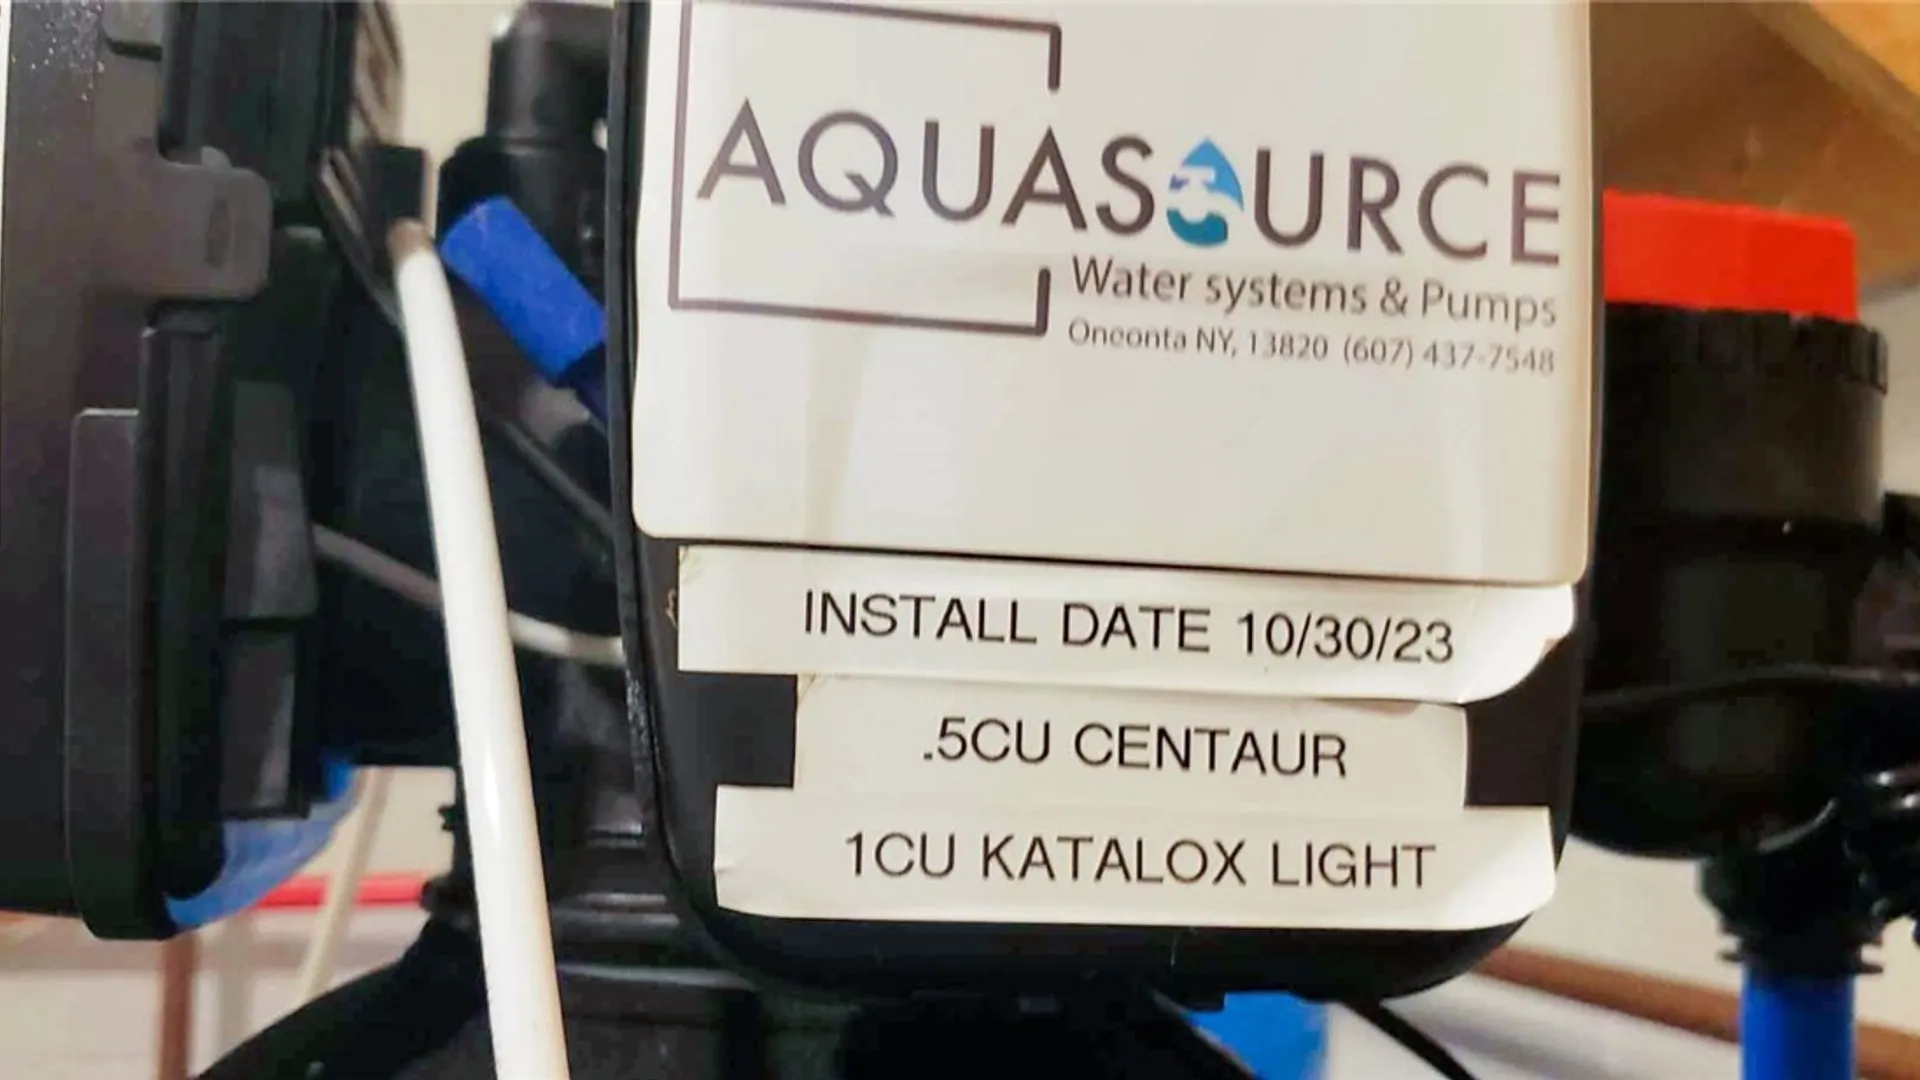 AQUASOURCE
Water systems & Pumps
Oneonta NY, 13820 (607) 437-7548
INSTALL DATE 10/30/23
.5CU CENTAUR
1CU KATALOX LIGHT